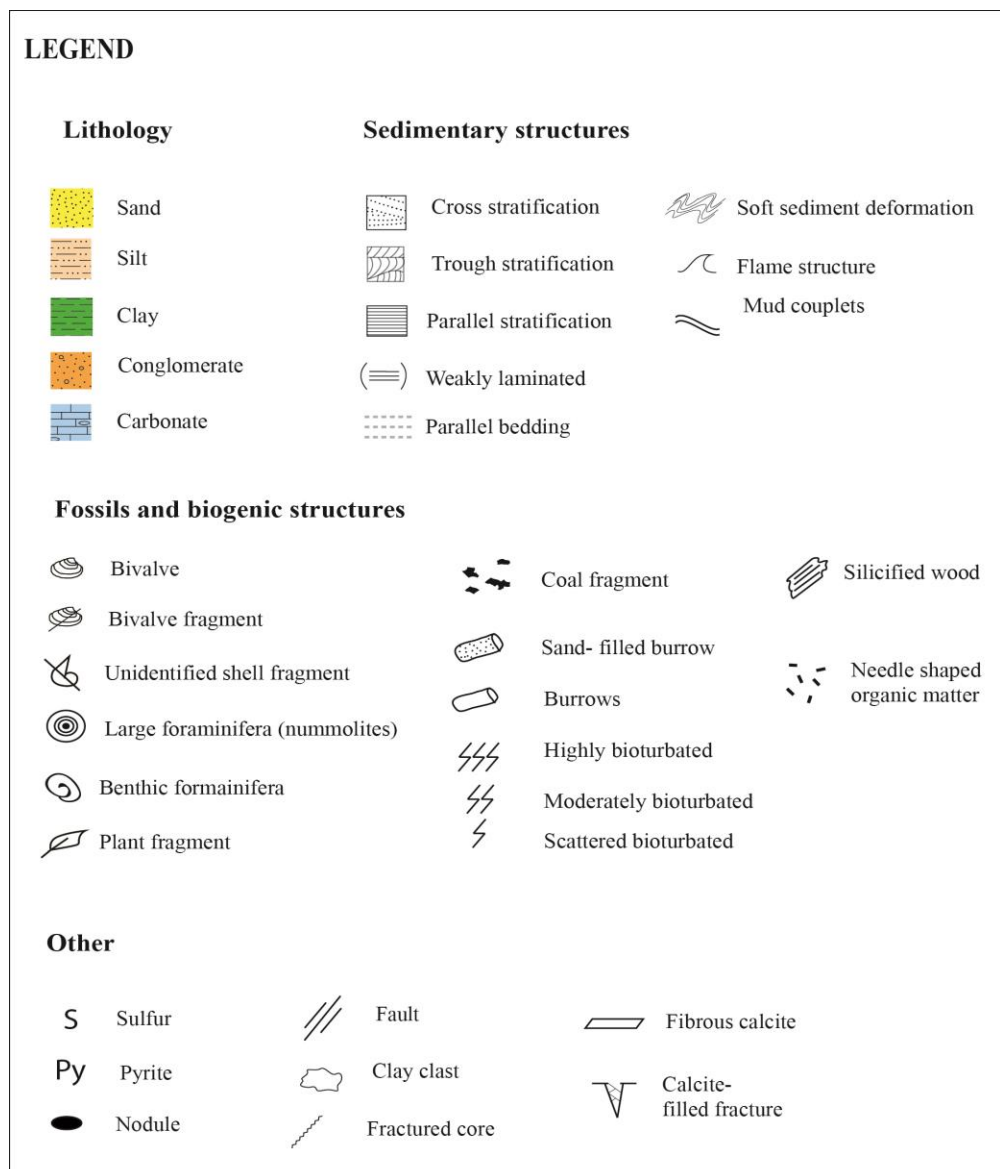 LEGEND
Lithology
Sand
Silt
Clay
Conglomerate
Carbonate
Sedimentary structures
Cross stratification
Trough stratification
Parallel stratification
Weakly laminated
Parallel bedding
Soft sediment deformation
Flame structure
Mud couplets
Fossils and biogenic structures
Bivalve
Bivalve fragment
Unidentified shell fragment
Large foraminifera (nummolites)
Benthic formainifera
Plant fragment
Coal fragment
Sand- filled burrow
Burrows
Highly bioturbated
Moderately bioturbated
Scattered bioturbated
Silicified wood
Needle shaped
organic matter
Other
S Sulfur
Py Pyrite
Nodule
Fault
Clay clast
Fractured core
Fibrous calcite
Calcite-
filled fracture